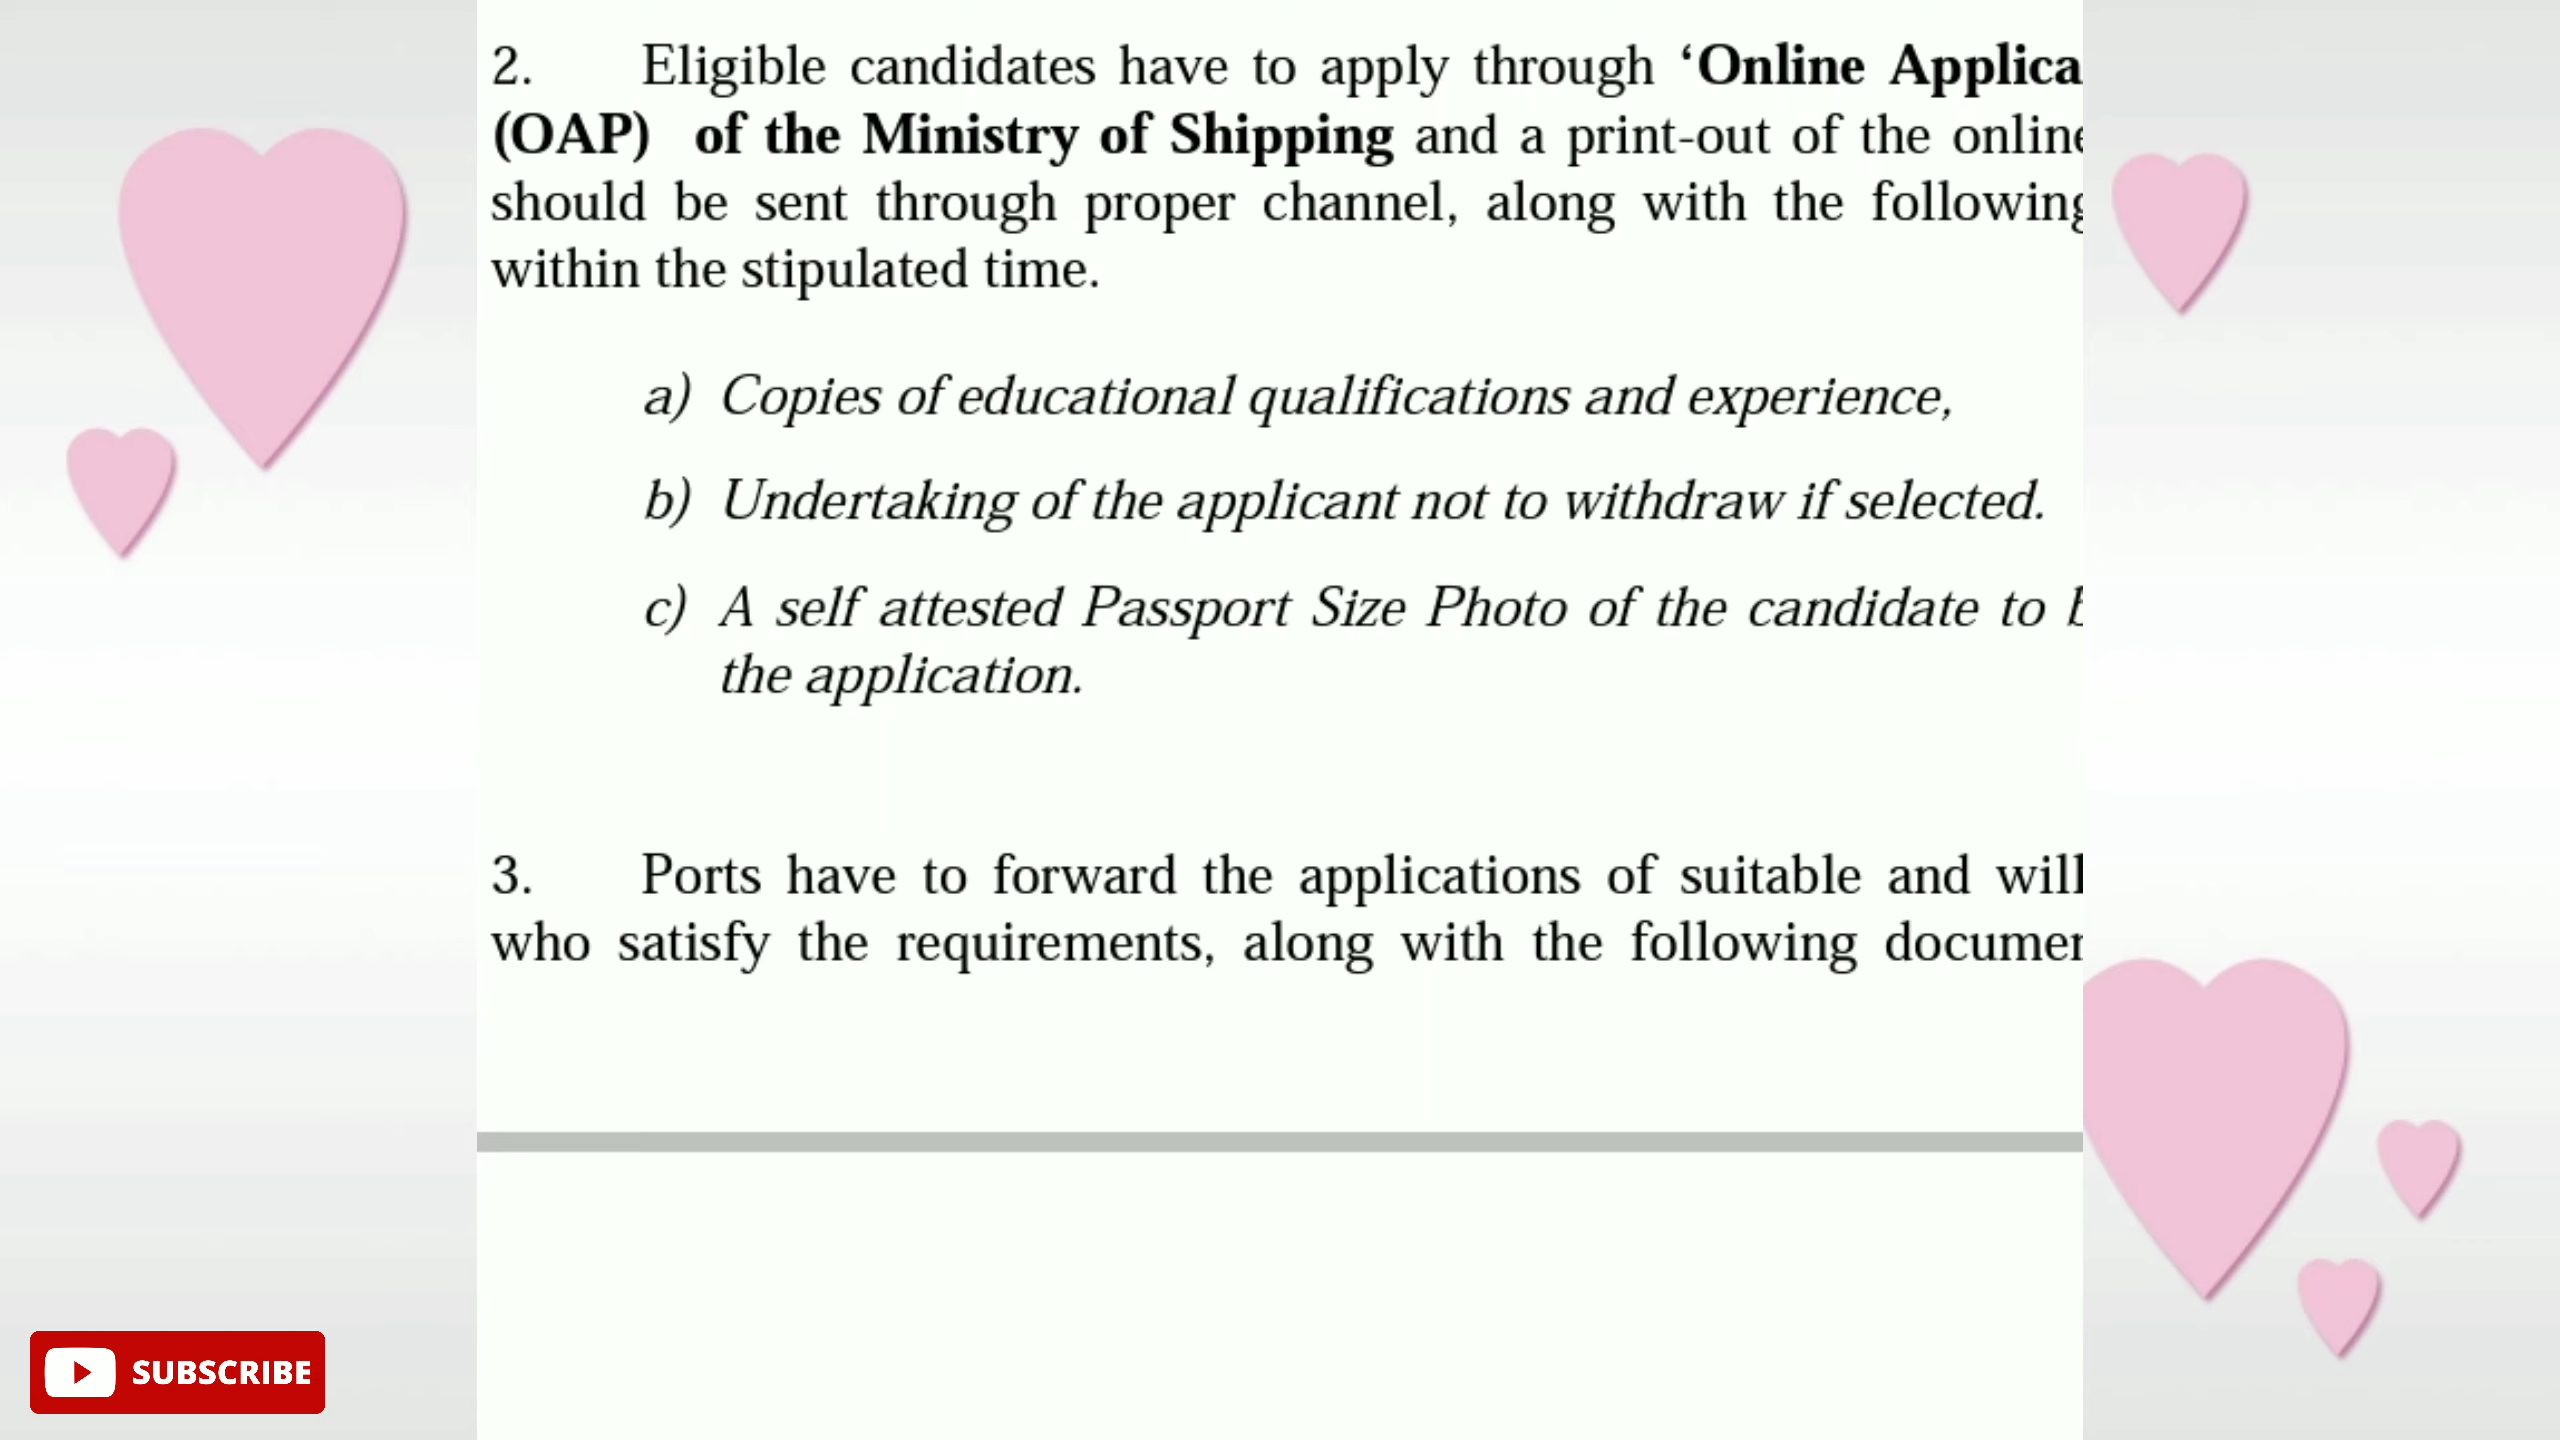 2. Eligible candidates have to apply through ‘Online Applica
(OAP) of the Ministry of Shipping and a print-out of the online
should be sent through proper channel, along with the following
within the stipulated time.
a) Copies of educational qualifications and experience,
b) Undertaking of the applicant not to withdraw if selected.
c) A self attested Passport Size Photo of the candidate to
the application.
3. Ports have to forward the applications of suitable and will
who satisfy the requirements, along with the following documen
SUBSCRIBE